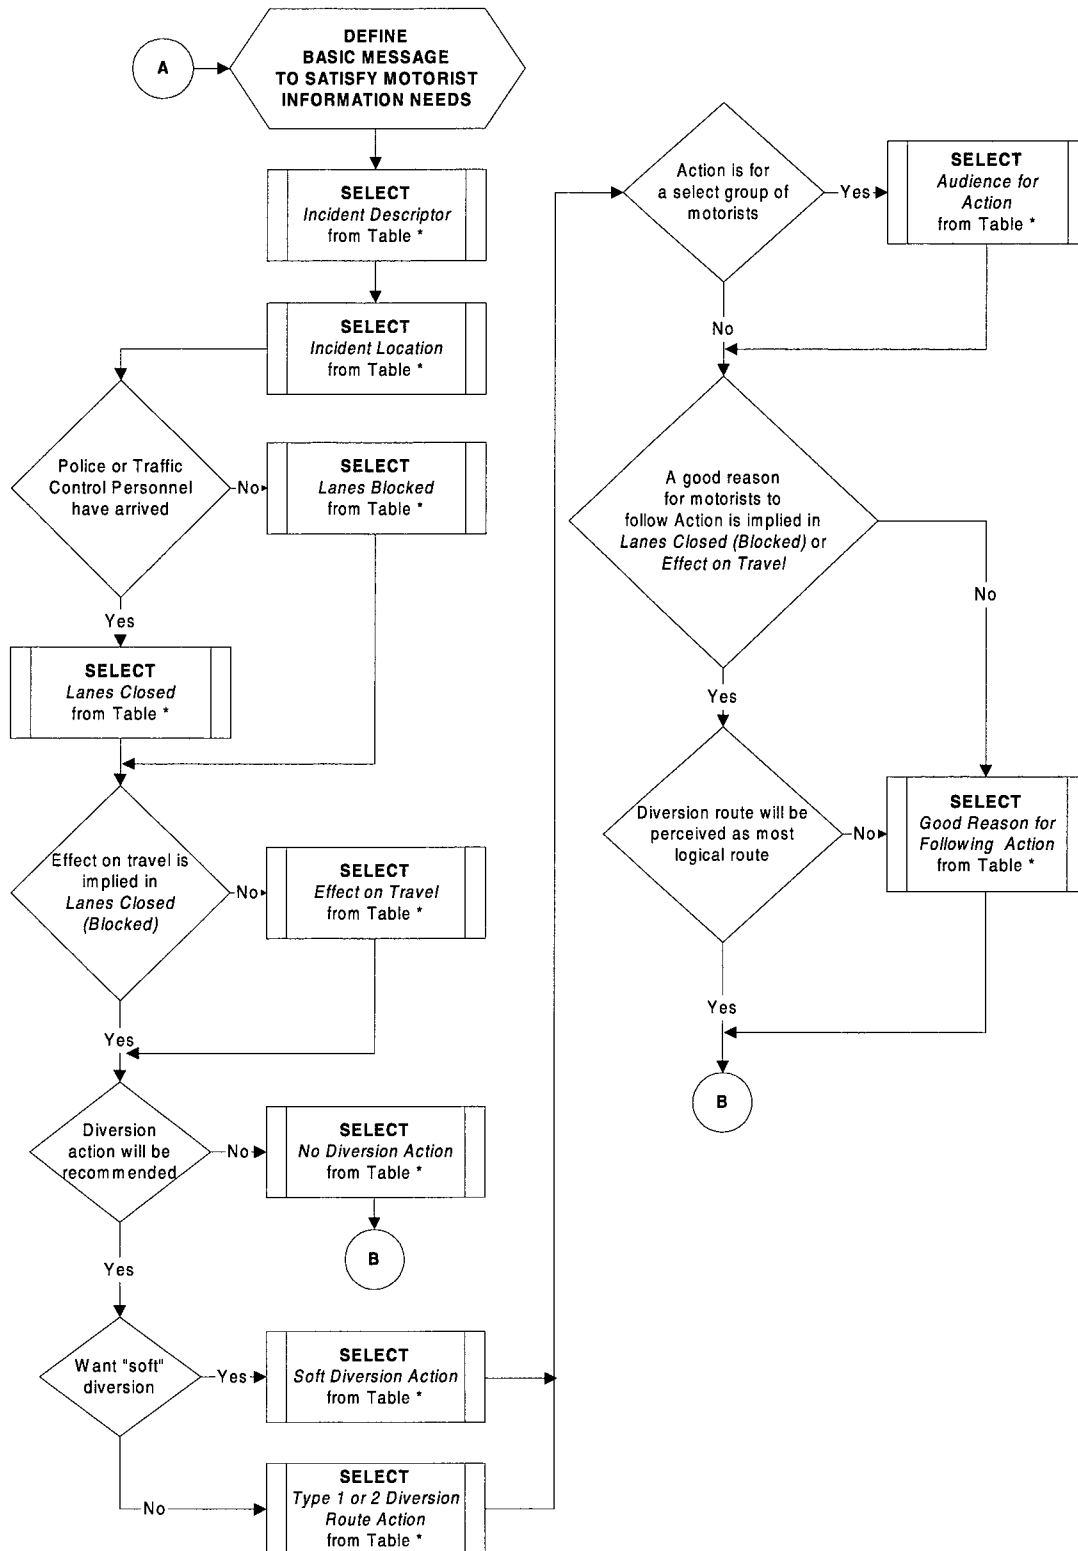 A
DEFINE
BASIC MESSAGE
TO SATISFY MOTORIST
INFORMATION NEEDS
SELECT
Incident Descriptor
from Table *
SELECT
Incident Location
from Table *
Police or Traffic
Control Personnel
have arrived
No
SELECT
Lanes Blocked
from Table *
Yes
SELECT
Lanes Closed
from Table *
Effect on travel is
implied in
Lanes Closed
(Blocked)
No
SELECT
Effect on Travel
from Table *
Yes
Diversion
action will be
recommended
No
SELECT
No Diversion Action
from Table *
B
Yes
Want "soft"
diversion
Yes
SELECT
Soft Diversion Action
from Table *
No
SELECT
Type 1 or 2 Diversion
Route Action
from Table *
Action is for
a select group of
motorists
Yes
SELECT
Audience for
Action
from Table *
No
A good reason
for motorists to
follow Action is implied in
Lanes Closed (Blocked) or
Effect on Travel
No
Yes
Diversion route will be
perceived as most
logical route
No
SELECT
Good Reason for
Following Action
from Table *
Yes
B